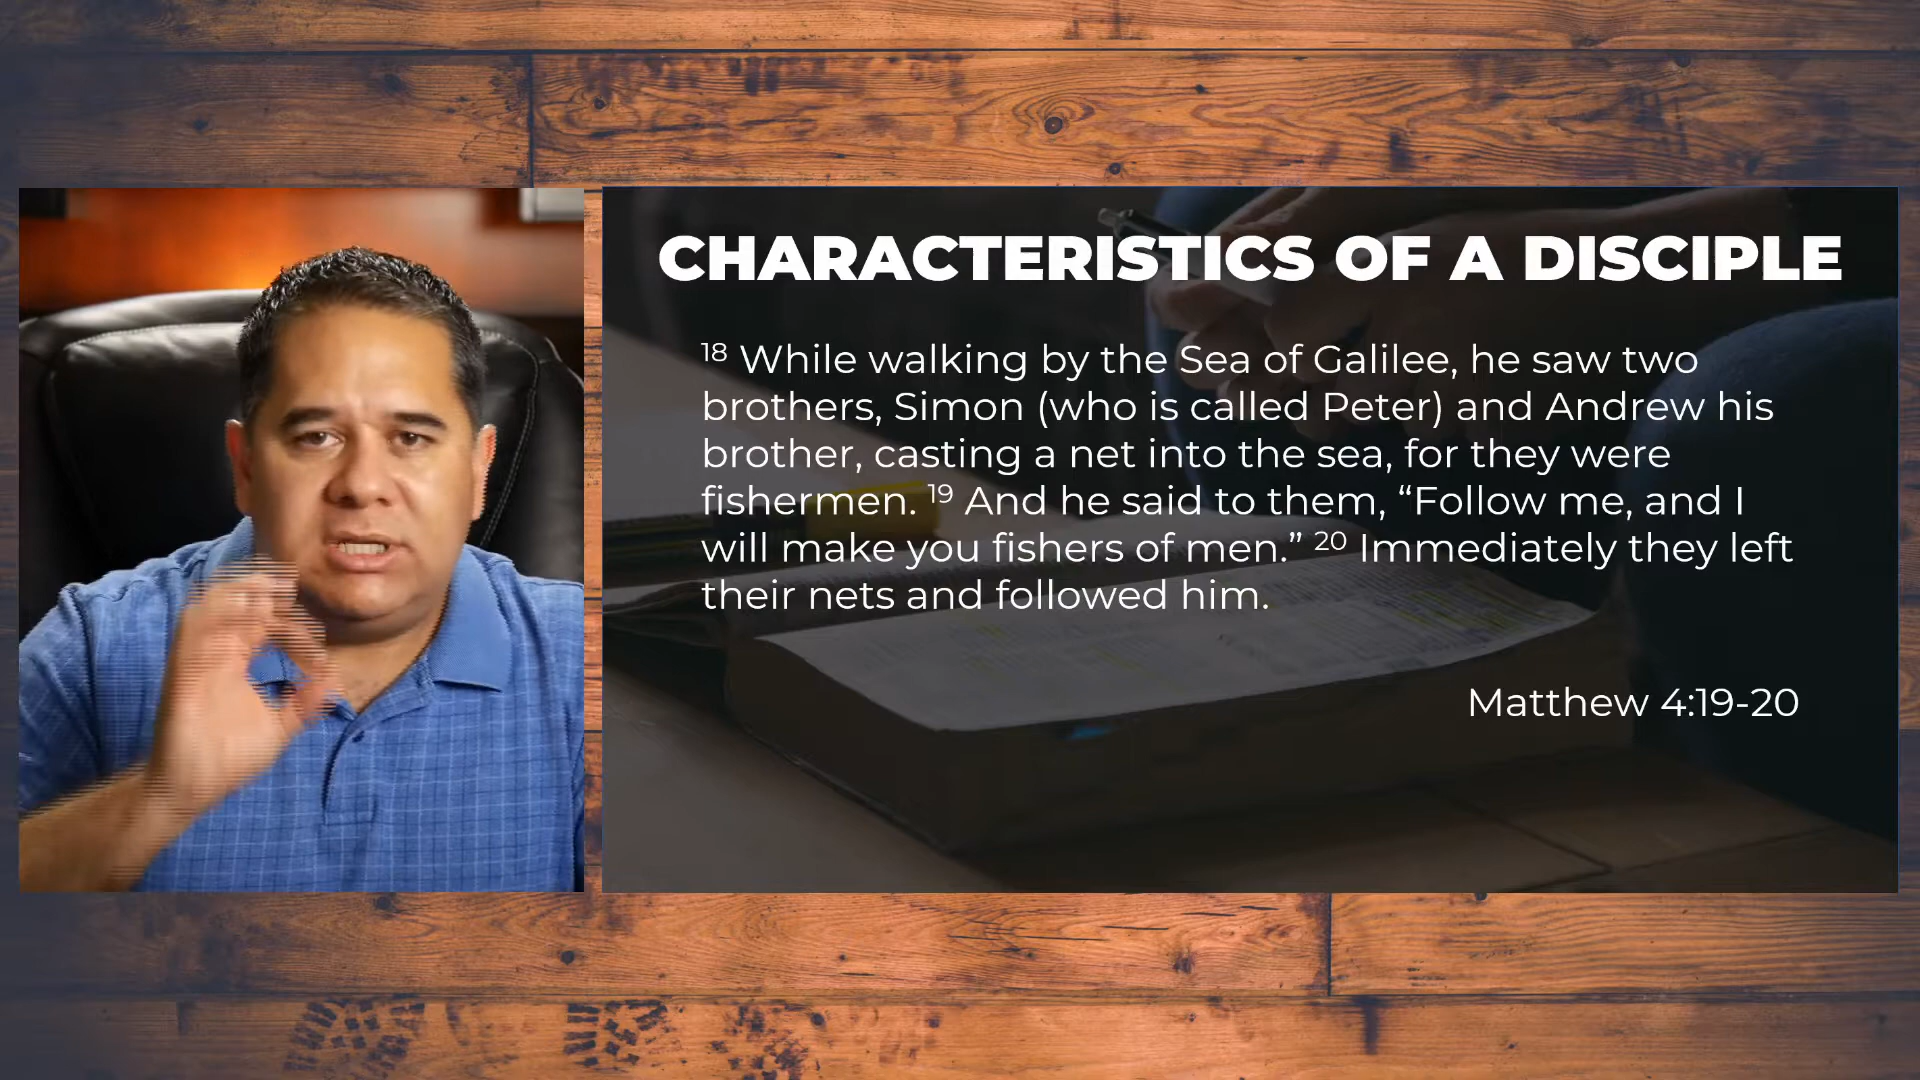 CHARACTERISTICS OF A DISCIPLE
18 While walking by the Sea of Galilee, he saw two
brothers, Simon (who is called Peter) and Andrew his
brother, casting a net into the sea, for they were
fishermen. 19 And he said to them, “Follow me, and I
will make you fishers of men.” 20 Immediately they left
their nets and followed him.
Matthew 4:19-20